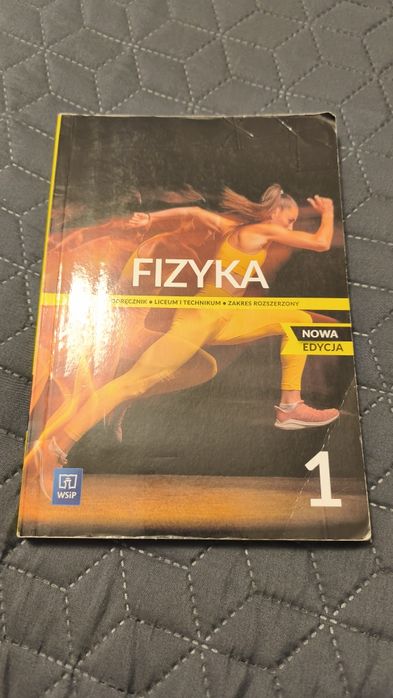 FIZYKA
PODRĘCZNIK • LICEUM I TECHNIKUM • ZAKRES ROZSZERZONY
NOWA
EDYCJA
1
WSiP